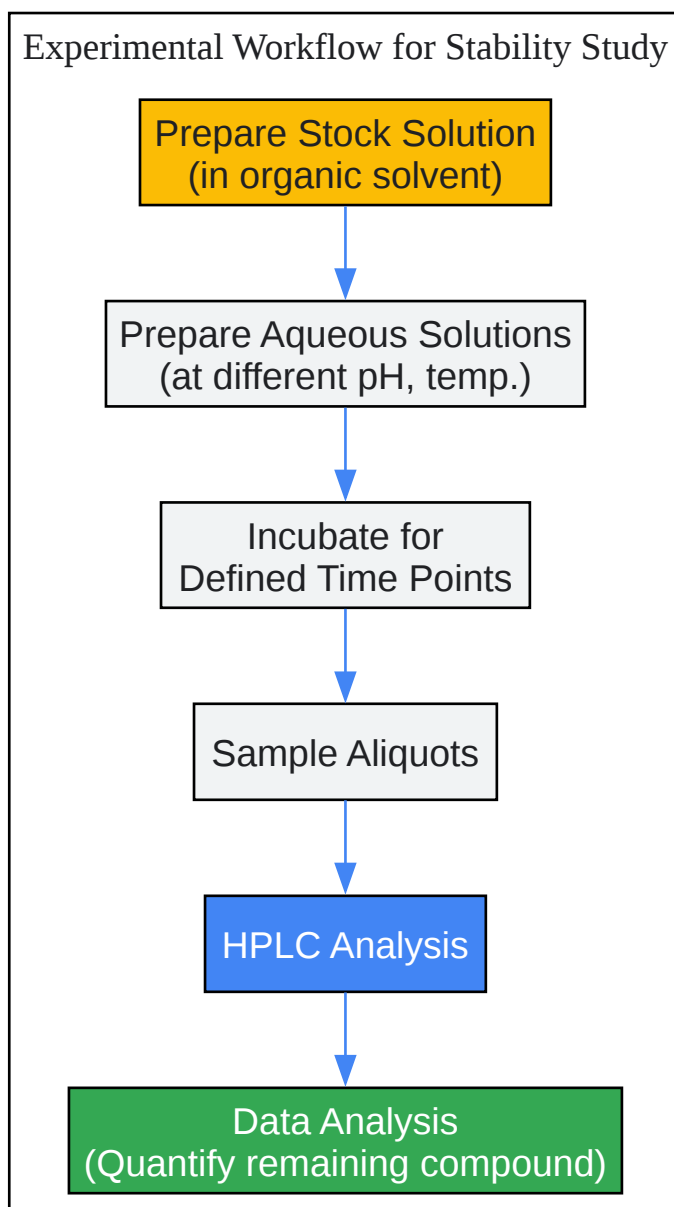 Experimental Workflow for Stability Study
Prepare Stock Solution
(in organic solvent)
Prepare Aqueous Solutions
(at different pH, temp.)
Incubate for
Defined Time Points
Sample Aliquots
HPLC Analysis
Data Analysis
(Quantify remaining compound)